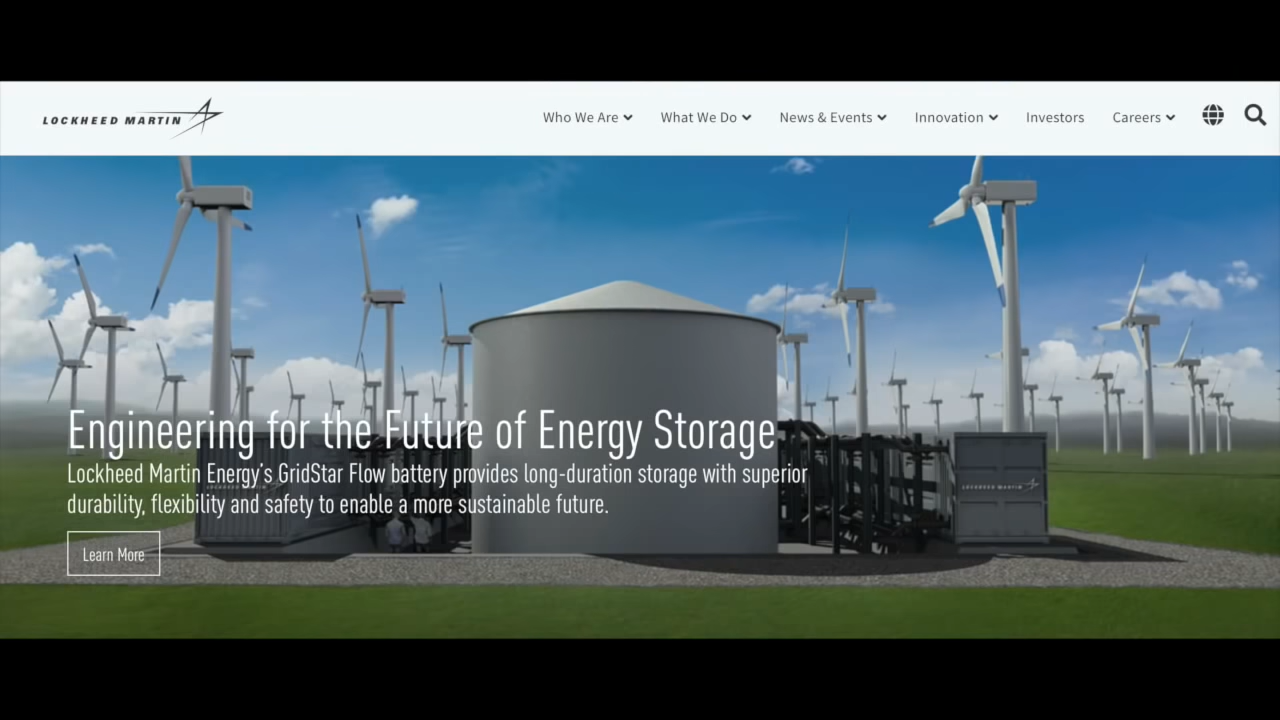 LOCKHEED MARTIN
Who We Are
What We Do
News & Events
Innovation
Investors
Careers
Engineering for the Future of Energy Storage
Lockheed Martin Energy's GridStar Flow battery provides long-duration storage with superior
durability, flexibility and safety to enable a more sustainable future.
LOCKHEED MARTIN
Learn More